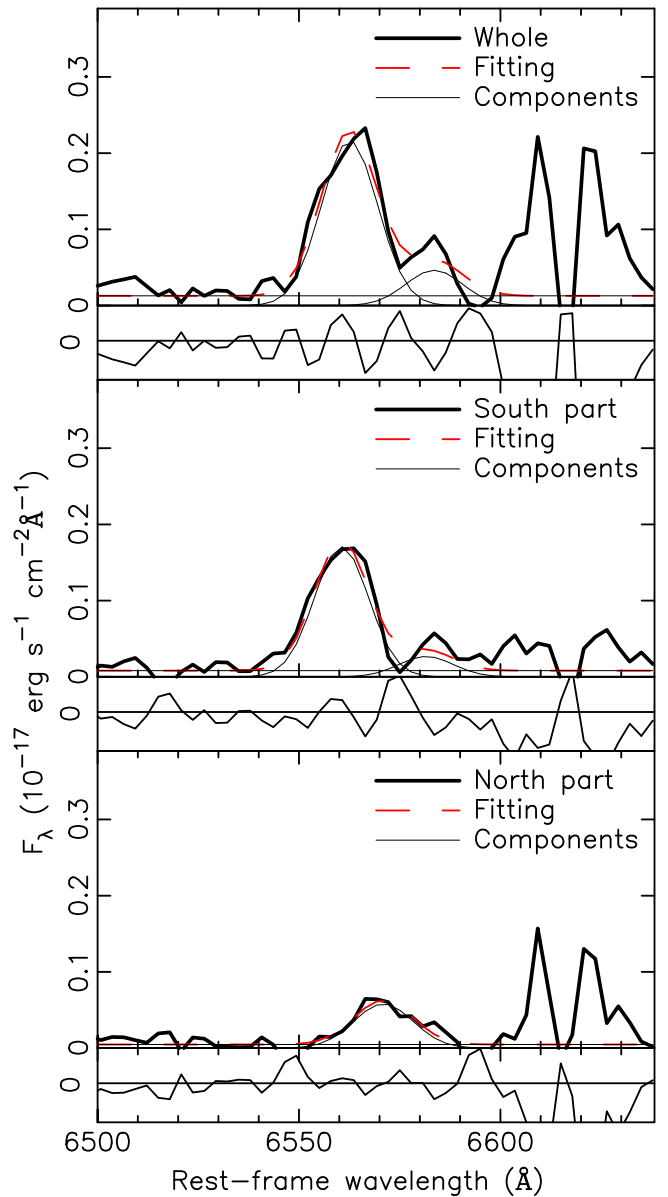 Whole
Fitting
Components
0.3
0.2
0.1
0
0
South part
Fitting
Components
0.3
0.2
0.1
0
0
North part
Fitting
Components
0.3
0.2
0.1
0
0
6500 6550 6600
Rest-frame wavelength (Å)
F_λ (10⁻¹⁷ erg s⁻¹ cm⁻²Å⁻¹)